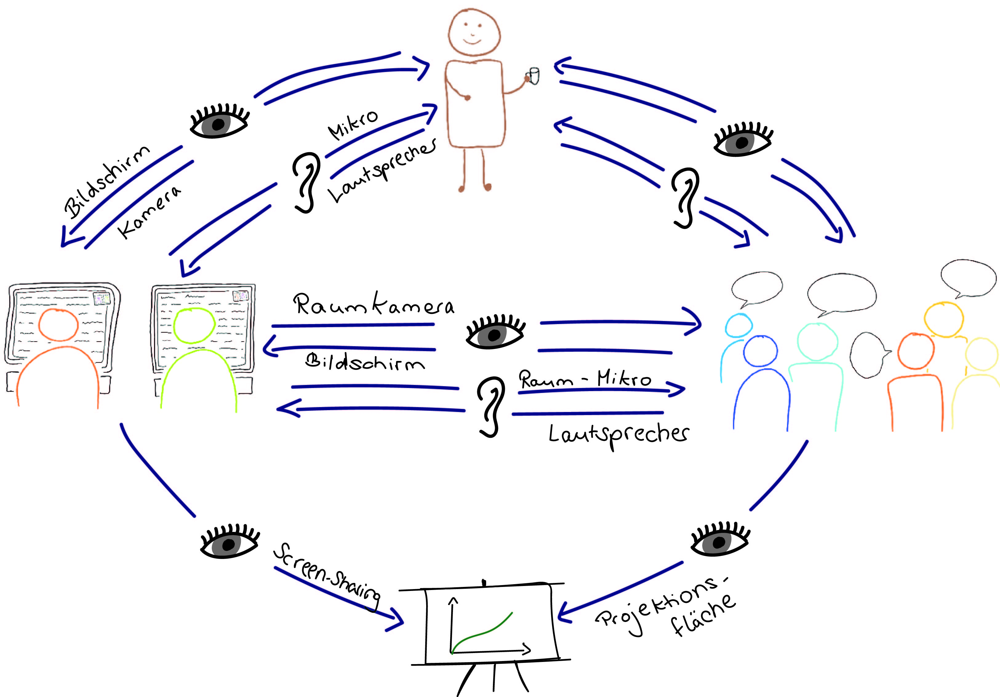 Mikro
Lautsprecher
Bildschirm
Kamera
Raumkamera
Bildschirm
Raum-Mikro
Lautsprecher
Screen-Sharing
Projektions-
fläche